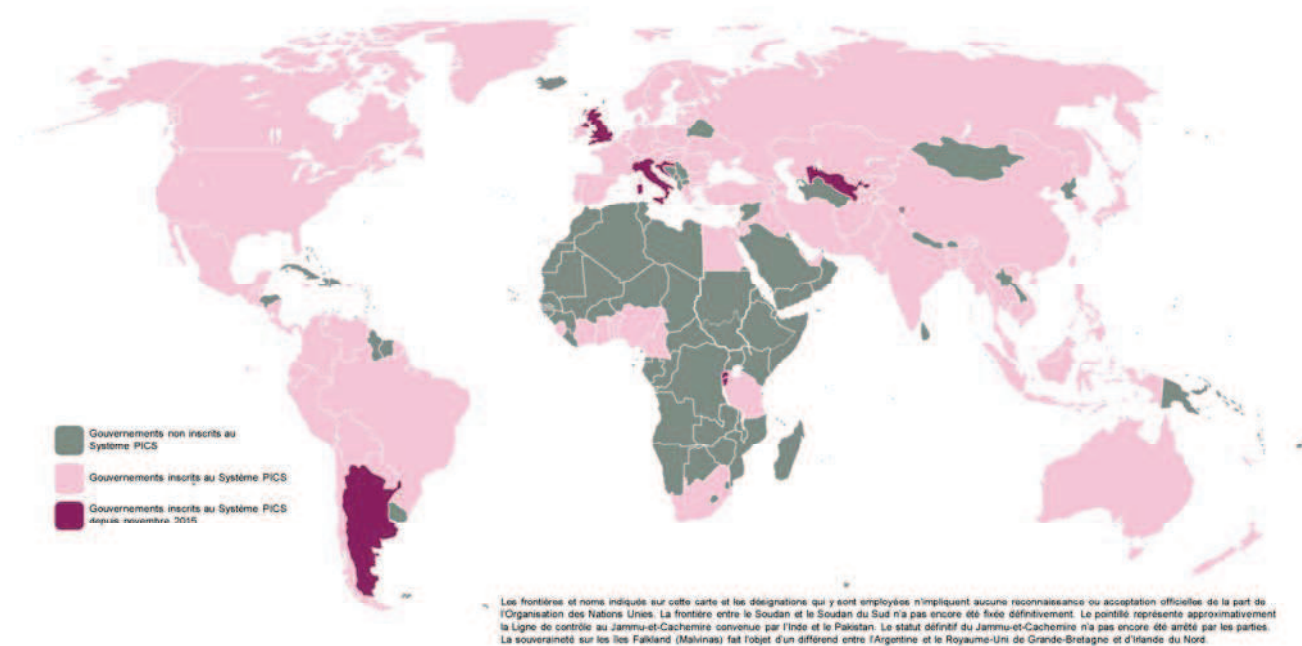 Gouvernements non inscrits au
Système PICS
Gouvernements inscrits au Système PICS
Gouvernements inscrits au Système PICS
depuis novembre 2015
Les frontières et noms indiqués sur cette carte et les désignations qui y sont employées n'impliquent aucune reconnaissance ou acceptation officielles de la part de
l'Organisation des Nations Unies. La frontière entre le Soudan et le Soudan du Sud n'a pas encore été fixée définitivement. Le pointillé représente approximativement
la Ligne de contrôle au Jammu-et-Cachemire convenue par l'Inde et le Pakistan. Le statut définitif du Jammu-et-Cachemire n'a pas encore été arrêté par les parties.
La souveraineté sur les îles Falkland (Malvinas) fait l'objet d'un différend entre l'Argentine et le Royaume-Uni de Grande-Bretagne et d'Irlande du Nord.